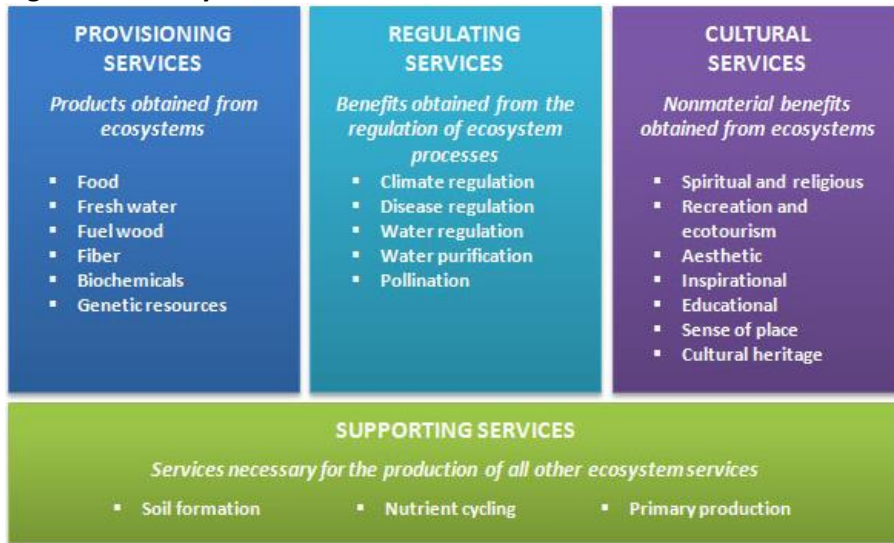 PROVISIONING
SERVICES
Products obtained from
ecosystems
▪ Food
▪ Fresh water
▪ Fuel wood
▪ Fiber
▪ Biochemicals
▪ Genetic resources
REGULATING
SERVICES
Benefits obtained from the
regulation of ecosystem
processes
▪ Climate regulation
▪ Disease regulation
▪ Water regulation
▪ Water purification
▪ Pollination
CULTURAL
SERVICES
Nonmaterial benefits
obtained from ecosystems
▪ Spiritual and religious
▪ Recreation and
ecotourism
▪ Aesthetic
▪ Inspirational
▪ Educational
▪ Sense of place
▪ Cultural heritage
SUPPORTING SERVICES
Services necessary for the production of all other ecosystem services
▪ Soil formation ▪ Nutrient cycling ▪ Primary production